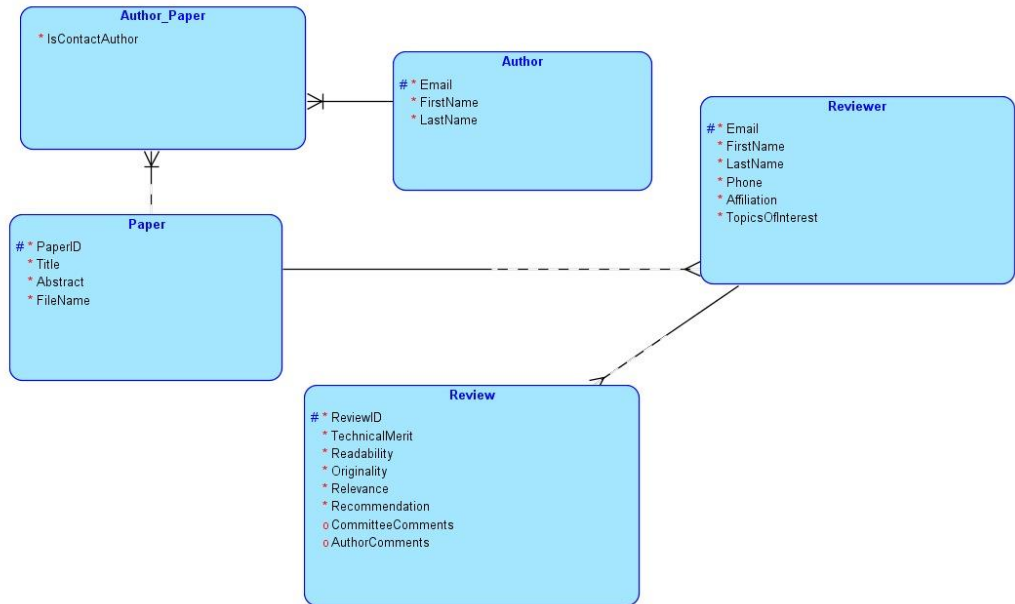 Author_Paper
* IsContactAuthor
Author
# * Email
* FirstName
* LastName
Reviewer
# * Email
* FirstName
* LastName
* Phone
* Affiliation
* TopicsOfInterest
Paper
# * PaperID
* Title
* Abstract
* FileName
Review
# * ReviewID
* TechnicalMerit
* Readability
* Originality
* Relevance
* Recommendation
o CommitteeComments
o AuthorComments